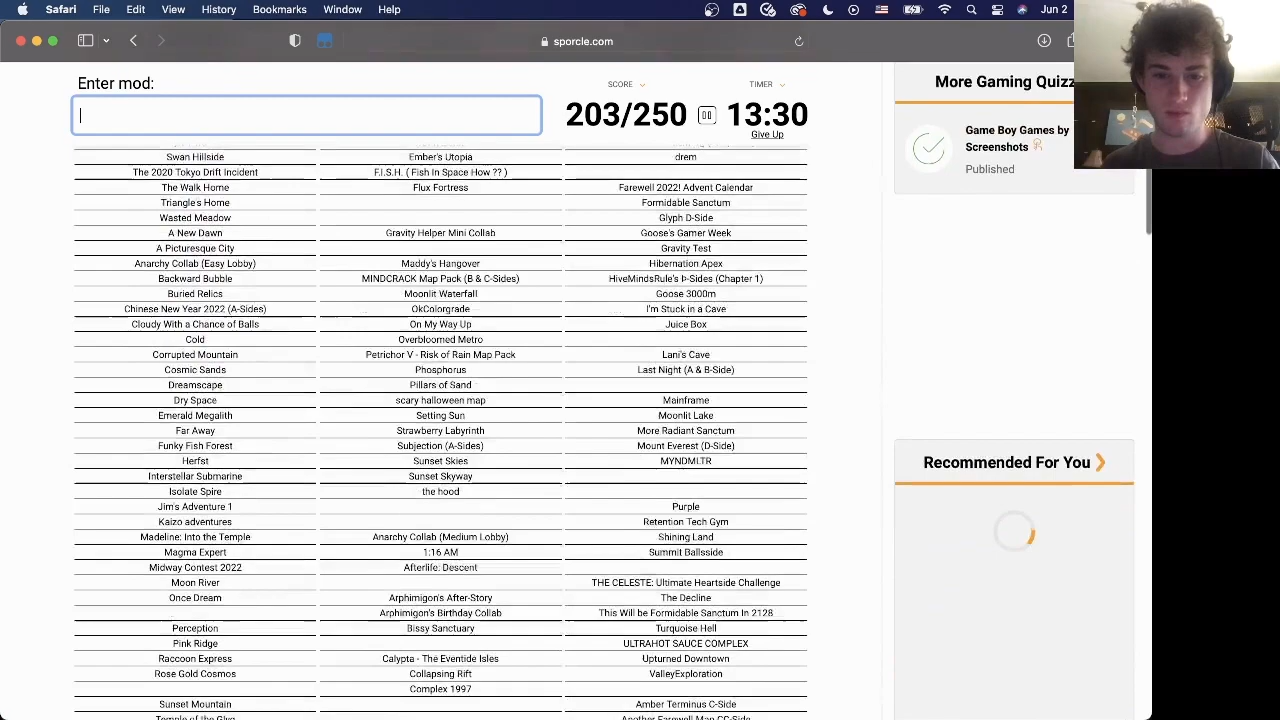 Safari File Edit View History Bookmarks Window Help Jun 2
sporcle.com
Enter mod:
SCORE
TIMER
203/250
13:30
Give Up
More Gaming Quizz
Game Boy Games by
Screenshots
Published
Recommended For You
Swan Hillside
The 2020 Tokyo Drift Incident
The Walk Home
Triangle's Home
Wasted Meadow
A New Dawn
A Picturesque City
Anarchy Collab (Easy Lobby)
Backward Bubble
Buried Relics
Chinese New Year 2022 (A-Sides)
Cloudy With a Chance of Balls
Cold
Corrupted Mountain
Cosmic Sands
Dreamscape
Dry Space
Emerald Megalith
Far Away
Funky Fish Forest
Herfst
Interstellar Submarine
Isolate Spire
Jim's Adventure 1
Kaizo adventures
Madeline: Into the Temple
Magma Expert
Midway Contest 2022
Moon River
Once Dream
Perception
Pink Ridge
Raccoon Express
Rose Gold Cosmos
Sunset Mountain
Temple of the Glyg
Ember's Utopia
F.I.S.H. ( Fish In Space How ?? )
Flux Fortress
Gravity Helper Mini Collab
Maddy's Hangover
MINDCRACK Map Pack (B & C-Sides)
Moonlit Waterfall
OkColorgrade
On My Way Up
Overbloomed Metro
Petrichor V - Risk of Rain Map Pack
Phosphorus
Pillars of Sand
scary halloween map
Setting Sun
Strawberry Labyrinth
Subjection (A-Sides)
Sunset Skies
Sunset Skyway
the hood
Anarchy Collab (Medium Lobby)
1:16 AM
Afterlife: Descent
Arphimigon's After-Story
Arphimigon's Birthday Collab
Bissy Sanctuary
Calypta - The Eventide Isles
Collapsing Rift
Complex 1997
drem
Farewell 2022! Advent Calendar
Formidable Sanctum
Glyph D-Side
Goose's Gamer Week
Gravity Test
Hibernation Apex
HiveMindsRule's Þ-Sides (Chapter 1)
Goose 3000m
I'm Stuck in a Cave
Juice Box
Lani's Cave
Last Night (A & B-Side)
Mainframe
Moonlit Lake
More Radiant Sanctum
Mount Everest (D-Side)
MYNDMLTR
Purple
Retention Tech Gym
Shining Land
Summit Ballsside
THE CELESTE: Ultimate Heartside Challenge
The Decline
This Will be Formidable Sanctum In 2128
Turquoise Hell
ULTRAHOT SAUCE COMPLEX
Upturned Downtown
ValleyExploration
Amber Terminus C-Side
Another Farewell Map CC-Side